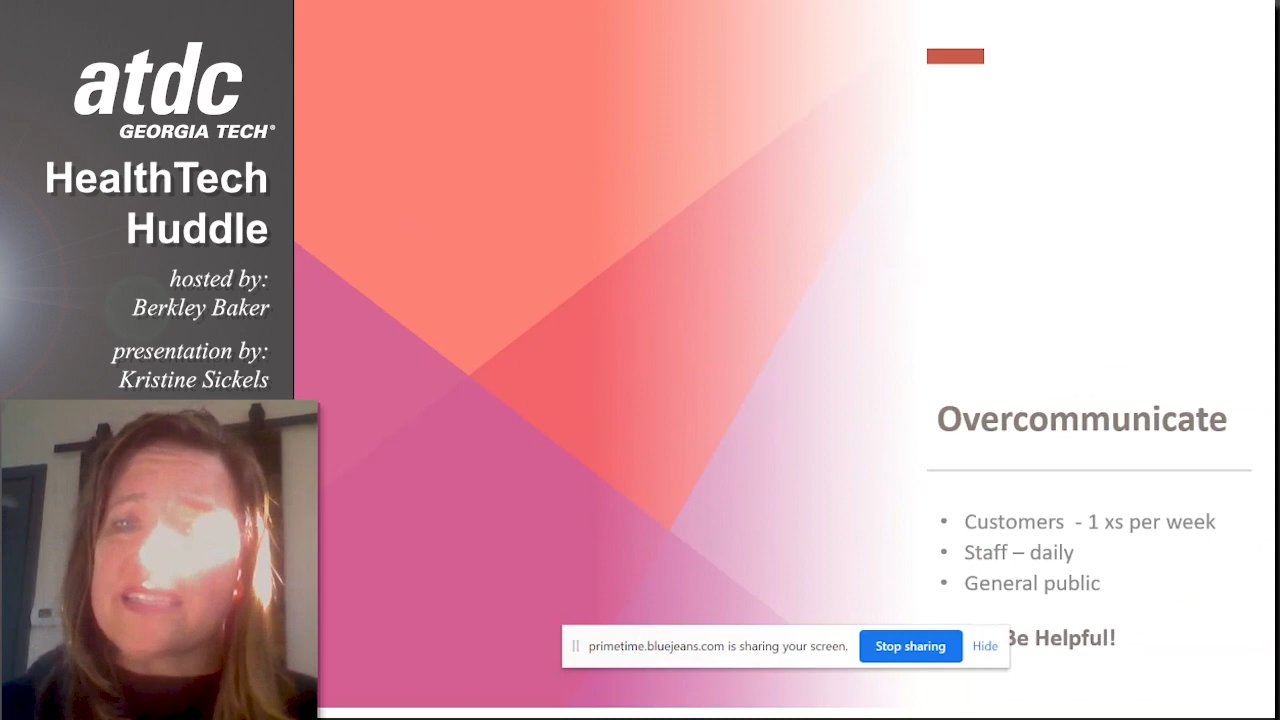 atdc
GEORGIA TECH®
HealthTech
Huddle
hosted by:
Berkley Baker
presentation by:
Kristine Sickels
Overcommunicate
• Customers - 1 xs per week
• Staff – daily
• General public
Be Helpful!
primetime.bluejeans.com is sharing your screen.
Stop sharing
Hide